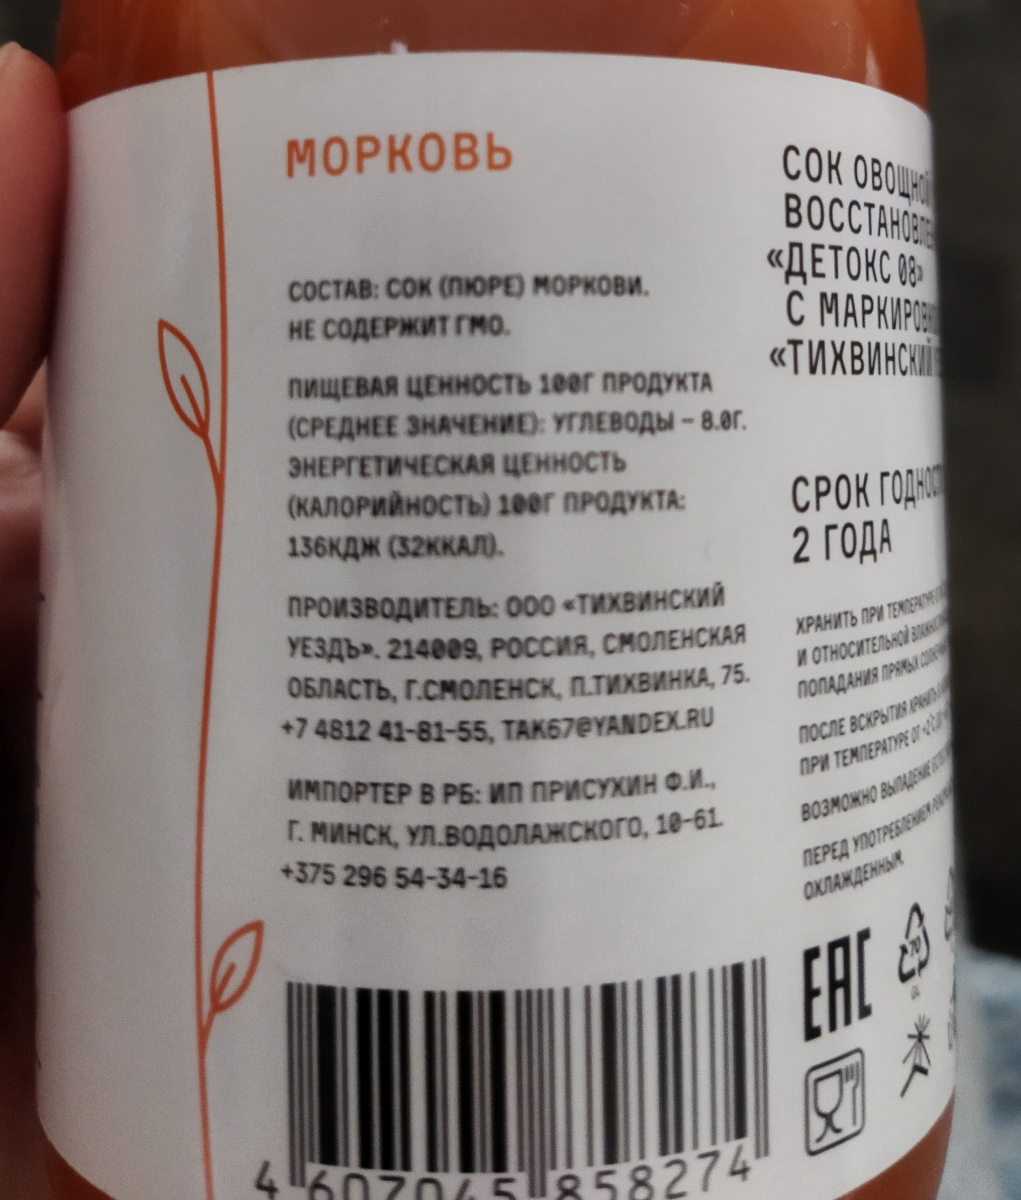 МОРКОВЬ
СОСТАВ: СОК (ПЮРЕ) МОРКОВИ.
НЕ СОДЕРЖИТ ГМО.
ПИЩЕВАЯ ЦЕННОСТЬ 100Г ПРОДУКТА
(СРЕДНЕЕ ЗНАЧЕНИЕ): УГЛЕВОДЫ – 8.0Г.
ЭНЕРГЕТИЧЕСКАЯ ЦЕННОСТЬ
(КАЛОРИЙНОСТЬ) 100Г ПРОДУКТА:
136КДЖ (32ККАЛ).
ПРОИЗВОДИТЕЛЬ: ООО «ТИХВИНСКИЙ
УЕЗДЪ». 214009, РОССИЯ, СМОЛЕНСКАЯ
ОБЛАСТЬ, Г.СМОЛЕНСК, П.ТИХВИНКА, 75.
+7 4812 41-81-55, TAK67@YANDEX.RU
ИМПОРТЕР В РБ: ИП ПРИСУХИН Ф.И.,
Г. МИНСК, УЛ.ВОДОЛАЖСКОГО, 10-61.
+375 296 54-34-16
4 607045 858274
СОК ОВОЩНОЙ
«ДЕТОКС 08»
С
«ТИХВИНСКИЙ
СРОК
2 ГОДА
ХРАНИТЬ ПРИ ТЕМПЕРАТУРЕ
И ОТНОСИТЕЛЬНОЙ
ПОПАДАНИЯ ПРЯМЫХ
ПОСЛЕ ВСКРЫТИЯ ХРАНИТЬ
ПРИ ТЕМПЕРАТУРЕ ОТ +2°C
ВОЗМОЖНО ВЫПАДЕНИЕ
ПЕРЕД УПОТРЕБЛЕНИЕМ
ОХЛАЖДЕННЫМ.
EAC
70
GL